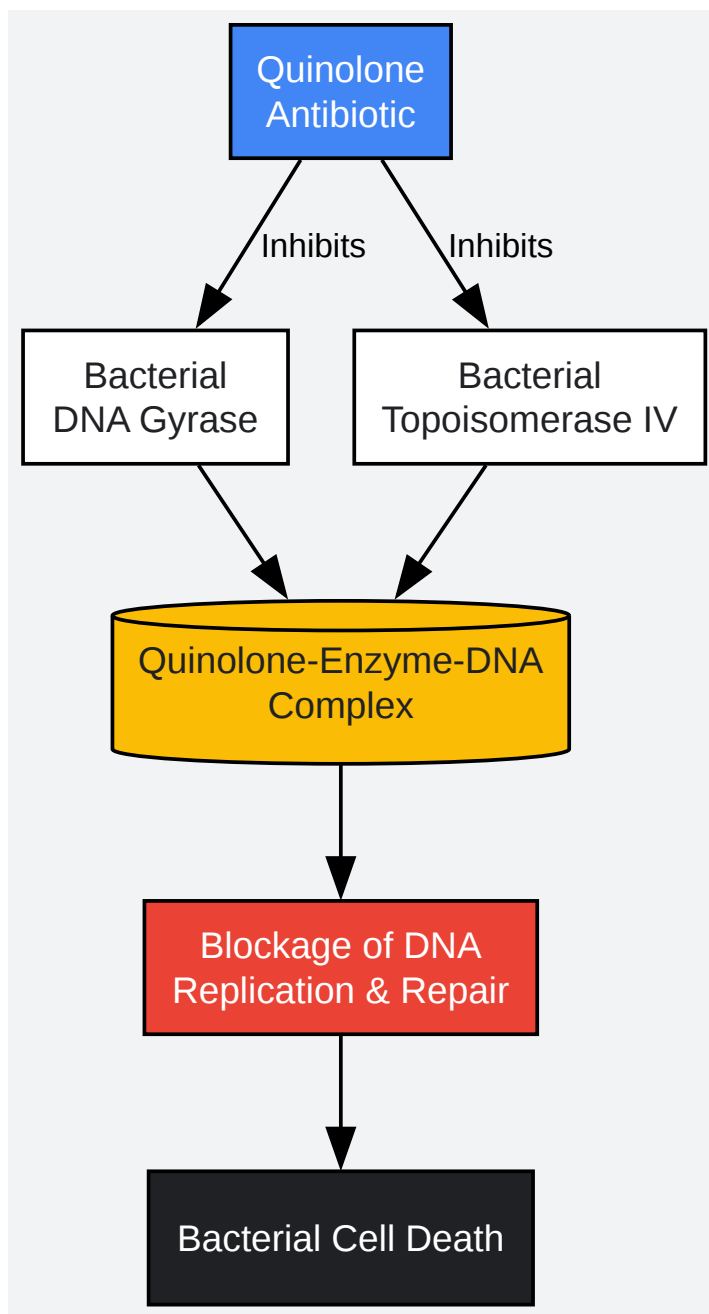 Quinolone
Antibiotic
Inhibits
Inhibits
Bacterial
DNA Gyrase
Bacterial
Topoisomerase IV
Quinolone-Enzyme-DNA
Complex
Blockage of DNA
Replication & Repair
Bacterial Cell Death